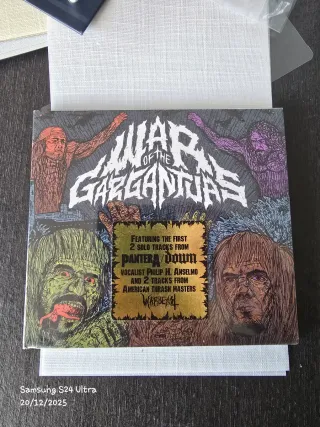 WAR
OF THE
GARGANTUAS
FEATURING THE FIRST
2 SOLO TRACKS FROM
PANTERA/DOWN
VOCALIST PHILIP H. ANSELMO
AND 2 TRACKS FROM
AMERICAN THRASH MASTERS
WARBEAST
Samsung S24 Ultra
20/12/2025